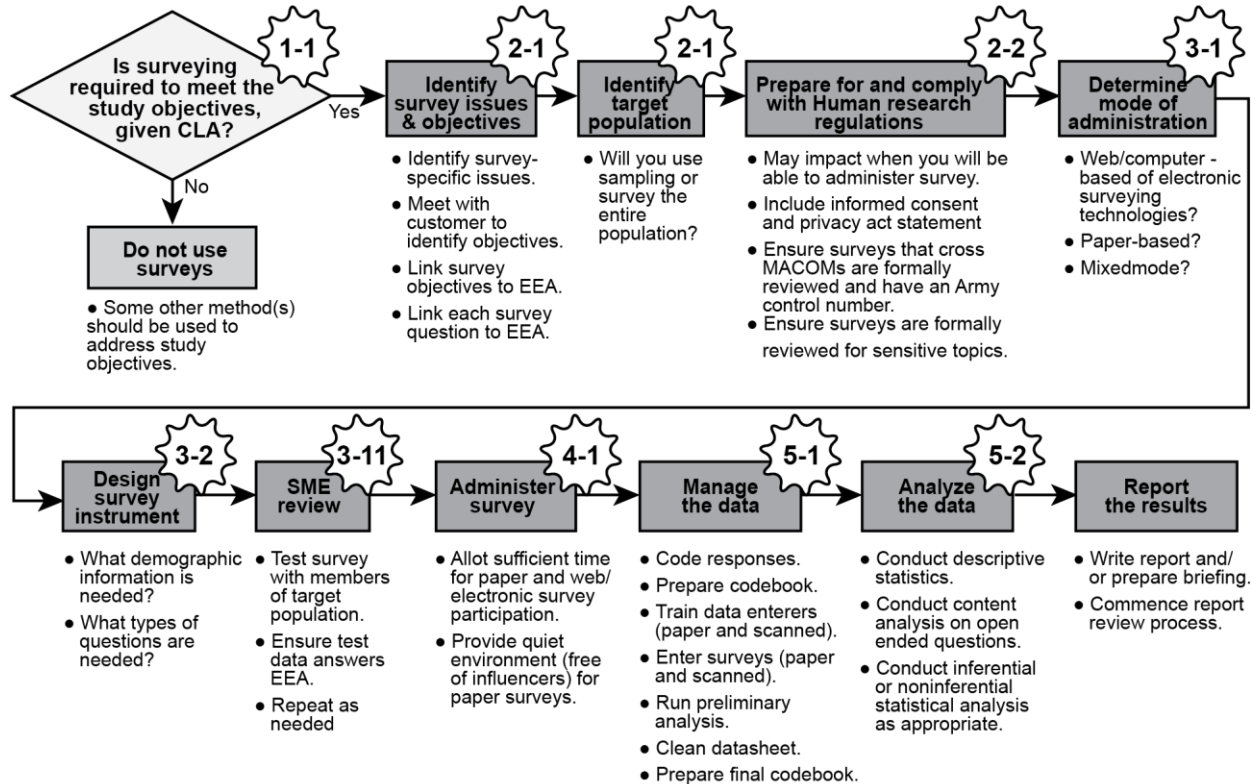 1-1
Is surveying
required to meet the
study objectives,
given CLA?
Yes
No
Do not use
surveys
● Some other method(s)
should be used to
address study
objectives.
2-1
Identify
survey issues
& objectives
● Identify survey-
specific issues.
● Meet with
customer to
identify objectives.
● Link survey
objectives to EEA.
● Link each survey
question to EEA.
2-1
Identify
target
population
● Will you use
sampling or
survey the
entire
population?
2-2
Prepare for and comply
with Human research
regulations
● May impact when you will be
able to administer survey.
● Include informed consent
and privacy act statement
● Ensure surveys that cross
MACOMs are formally
reviewed and have an Army
control number.
● Ensure surveys are formally
reviewed for sensitive topics.
3-1
Determine
mode of
administration
● Web/computer -
based of electronic
surveying
technologies?
● Paper-based?
● Mixedmode?
3-2
Design
survey
instrument
● What demographic
information is
needed?
● What types of
questions are
needed?
3-11
SME
review
● Test survey
with members
of target
population.
● Ensure test
data answers
EEA.
● Repeat as
needed
4-1
Administer
survey
● Allot sufficient time
for paper and web/
electronic survey
participation.
● Provide quiet
environment (free
of influencers) for
paper surveys.
5-1
Manage
the data
● Code responses.
● Prepare codebook.
● Train data enterers
(paper and scanned).
● Enter surveys (paper
and scanned).
● Run preliminary
analysis.
● Clean datasheet.
● Prepare final codebook.
5-2
Analyze
the data
● Conduct descriptive
statistics.
● Conduct content
analysis on open
ended questions.
● Conduct inferential
or noninferential
statistical analysis
as appropriate.
Report
the results
● Write report and/
or prepare briefing.
● Commence report
review process.